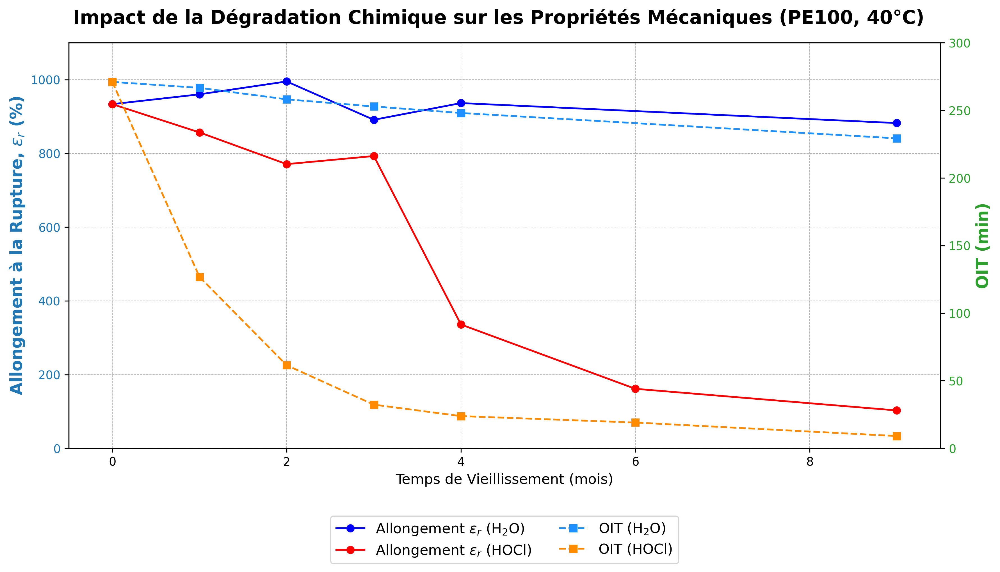 Impact de la Dégradation Chimique sur les Propriétés Mécaniques (PE100, 40°C)
Allongement à la Rupture, εᵣ (%)
1000
800
600
400
200
0
300
250
200
150
100
50
0
OIT (min)
0 2 4 6 8
Temps de Vieillissement (mois)
Allongement εᵣ (H₂O)
Allongement εᵣ (HOCl)
OIT (H₂O)
OIT (HOCl)